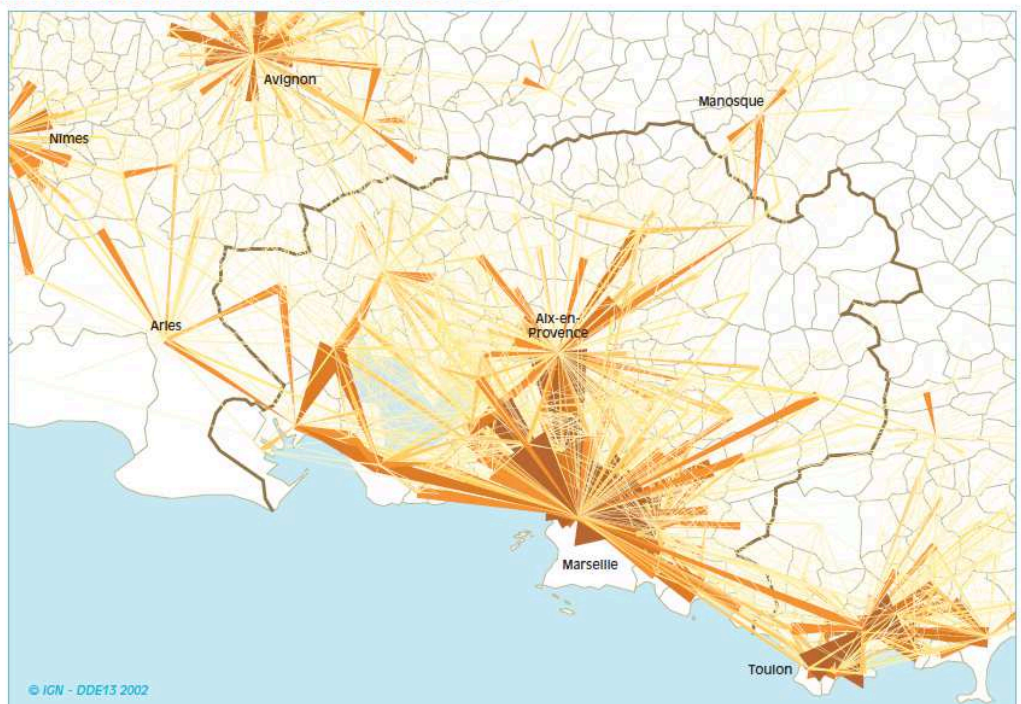 Avignon
Manosque
Nîmes
Arles
Aix-en-
Provence
Marseille
Toulon
© IGN - DDE13 2002